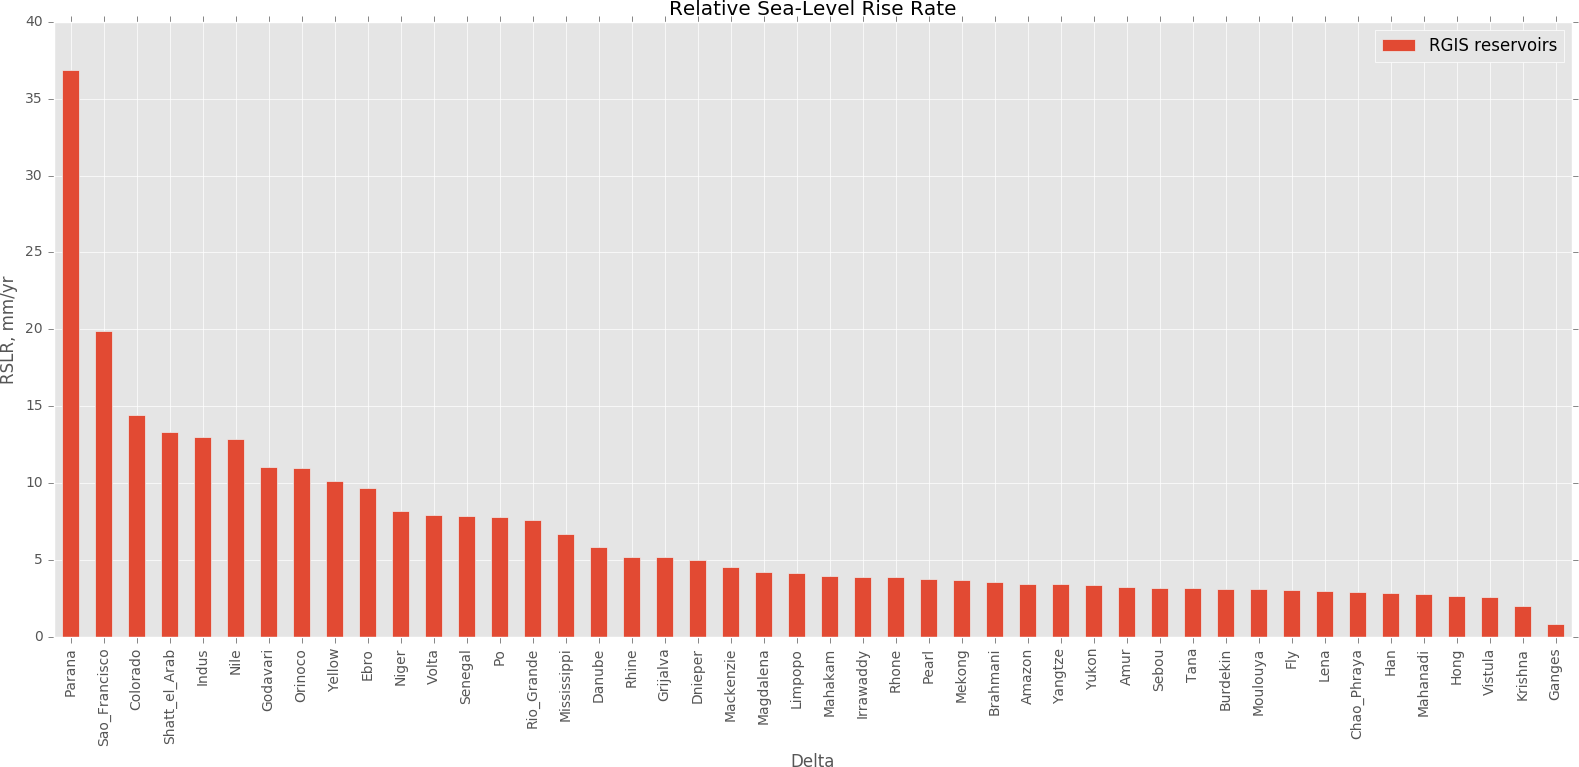 Relative Sea-Level Rise Rate
RGIS reservoirs
RSLR, mm/yr
40
35
30
25
20
15
10
5
0
Parana
Sao_Francisco
Colorado
Shatt_el_Arab
Indus
Nile
Godavari
Orinoco
Yellow
Ebro
Niger
Volta
Senegal
Po
Rio_Grande
Mississippi
Danube
Rhine
Grijalva
Dnieper
Mackenzie
Magdalena
Limpopo
Mahakam
Irrawaddy
Rhone
Pearl
Mekong
Brahmani
Amazon
Yangtze
Yukon
Amur
Sebou
Tana
Burdekin
Moulouya
Fly
Lena
Chao_Phraya
Han
Mahanadi
Hong
Vistula
Krishna
Ganges
Delta